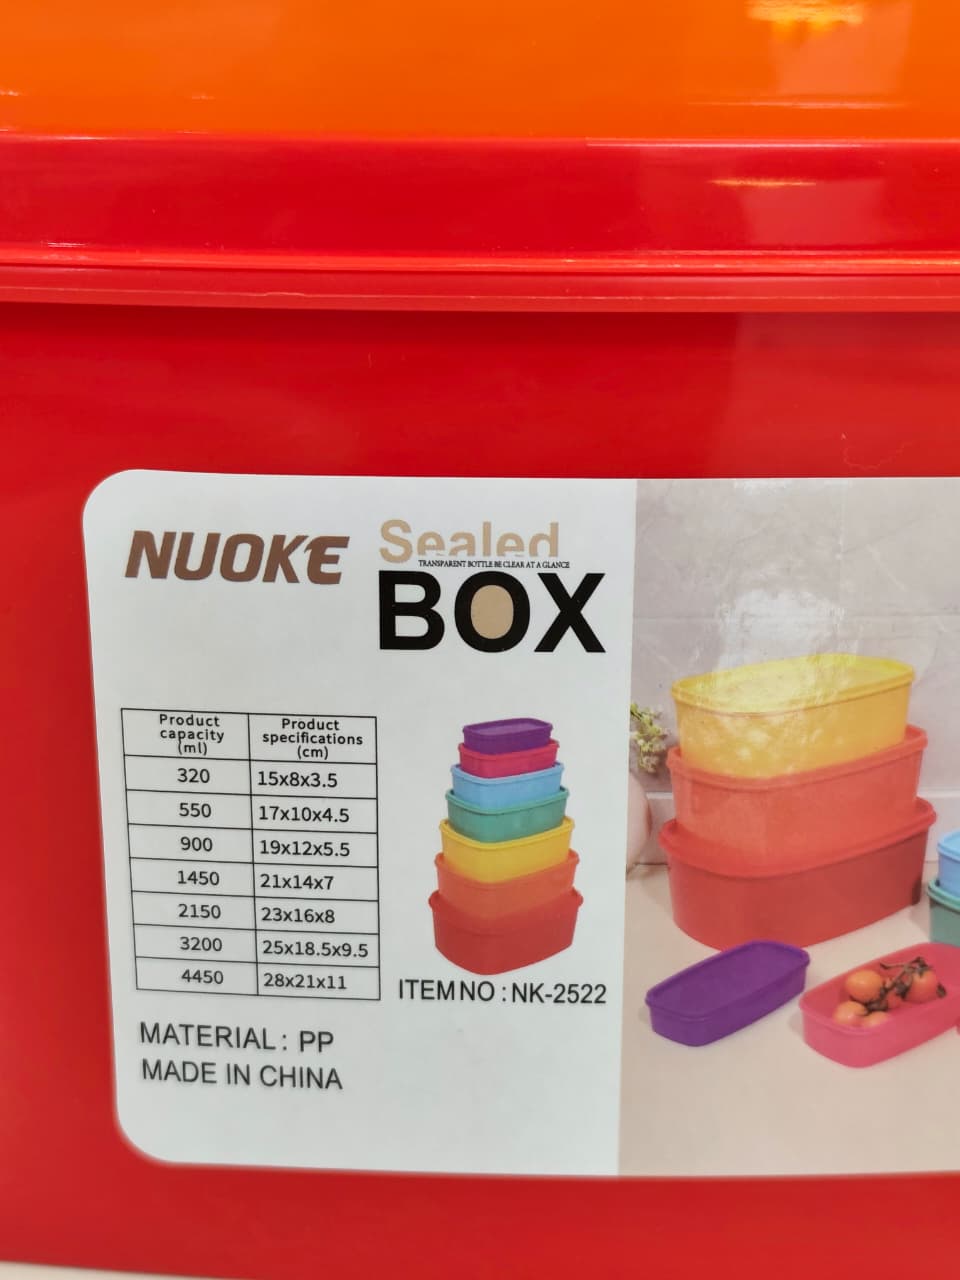 NUOKE
Sealed
TRANSPARENT BOTTLE BE CLEAR AT A GLANCE
BOX
Product capacity (ml) Product specifications (cm)
320 15x8x3.5
550 17x10x4.5
900 19x12x5.5
1450 21x14x7
2150 23x16x8
3200 25x18.5x9.5
4450 28x21x11
ITEM NO : NK-2522
MATERIAL : PP
MADE IN CHINA